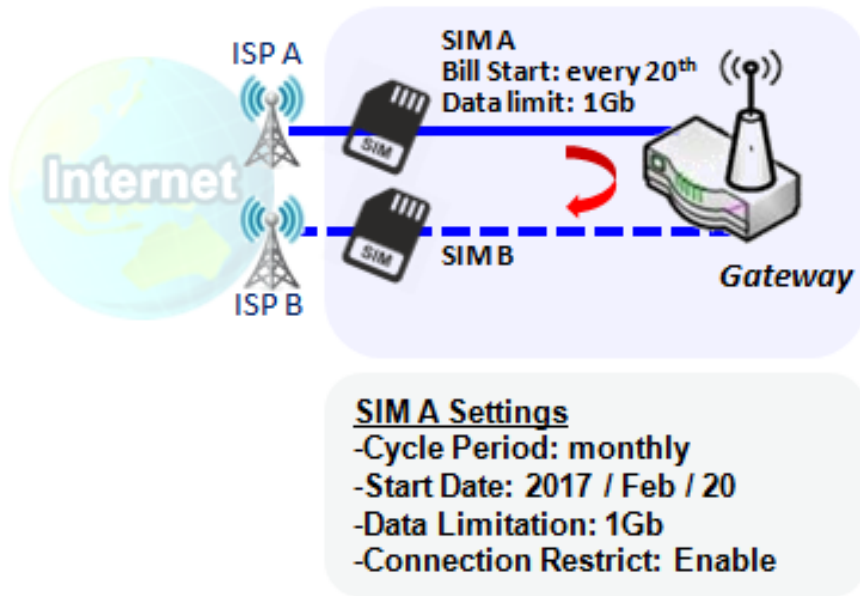 ISP A
SIM A
Bill Start: every 20th
Data limit: 1Gb
SIM
Internet
SIM B
SIM
Gateway
ISP B
SIM A Settings
-Cycle Period: monthly
-Start Date: 2017 / Feb / 20
-Data Limitation: 1Gb
-Connection Restrict: Enable